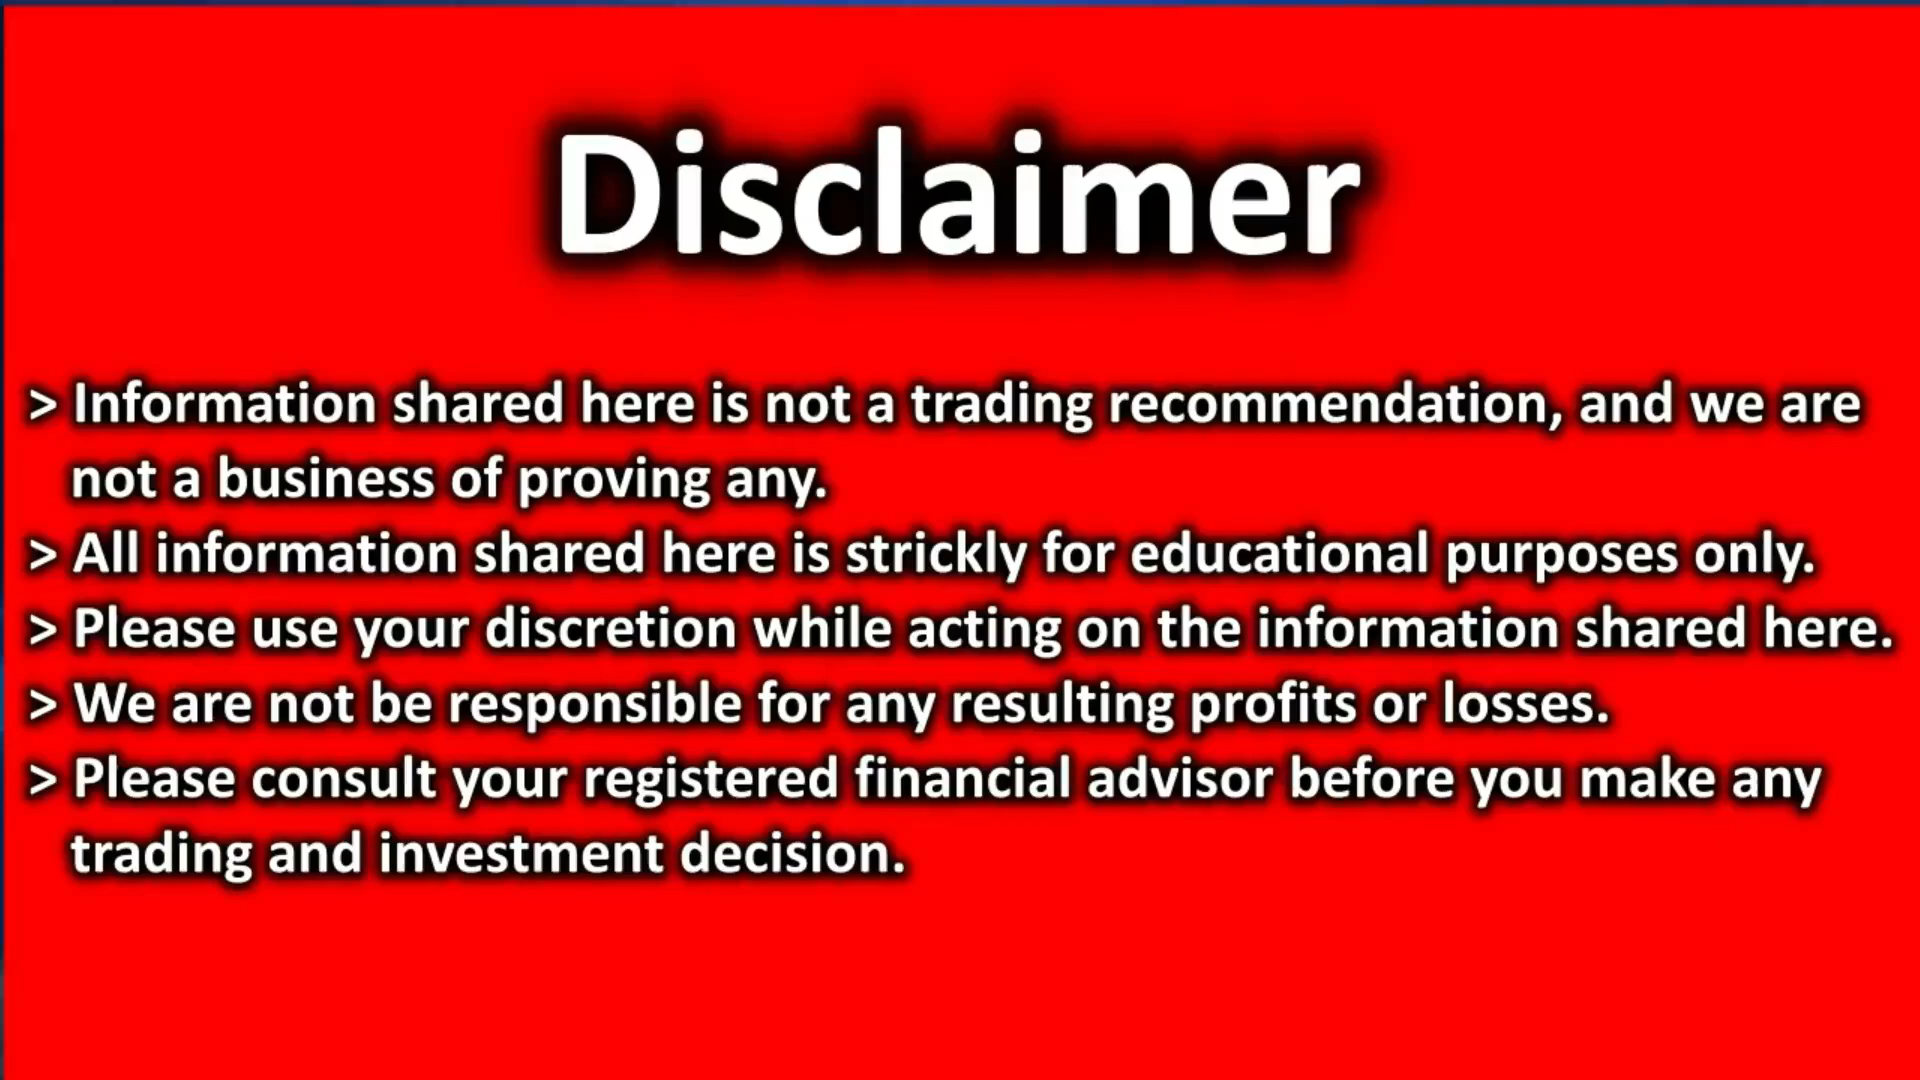 Disclaimer
> Information shared here is not a trading recommendation, and we are
not a business of proving any.
> All information shared here is strickly for educational purposes only.
> Please use your discretion while acting on the information shared here.
> We are not be responsible for any resulting profits or losses.
> Please consult your registered financial advisor before you make any
trading and investment decision.